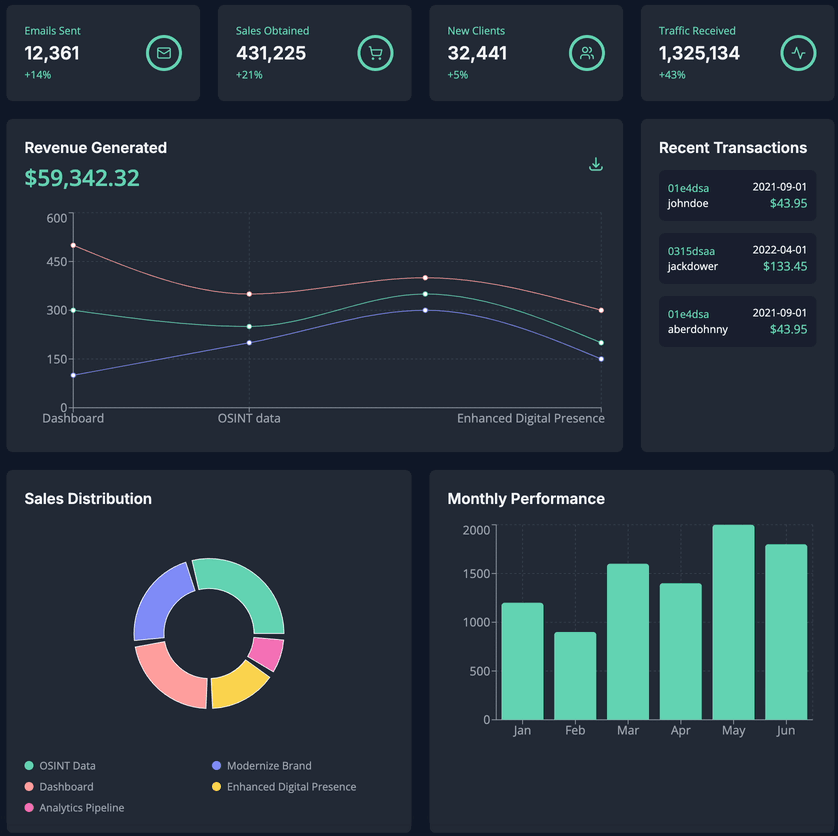 Emails Sent
12,361
+14%
Sales Obtained
431,225
+21%
New Clients
32,441
+5%
Traffic Received
1,325,134
+43%
Revenue Generated
$59,342.32
600
450
300
150
0
Dashboard
OSINT data
Enhanced Digital Presence
Recent Transactions
01e4dsa
2021-09-01
johndoe
$43.95
0315dsaa
2022-04-01
jackdower
$133.45
01e4dsa
2021-09-01
aberdohnny
$43.95
Sales Distribution
OSINT Data
Modernize Brand
Dashboard
Enhanced Digital Presence
Analytics Pipeline
Monthly Performance
2000
1500
1000
500
0
Jan
Feb
Mar
Apr
May
Jun